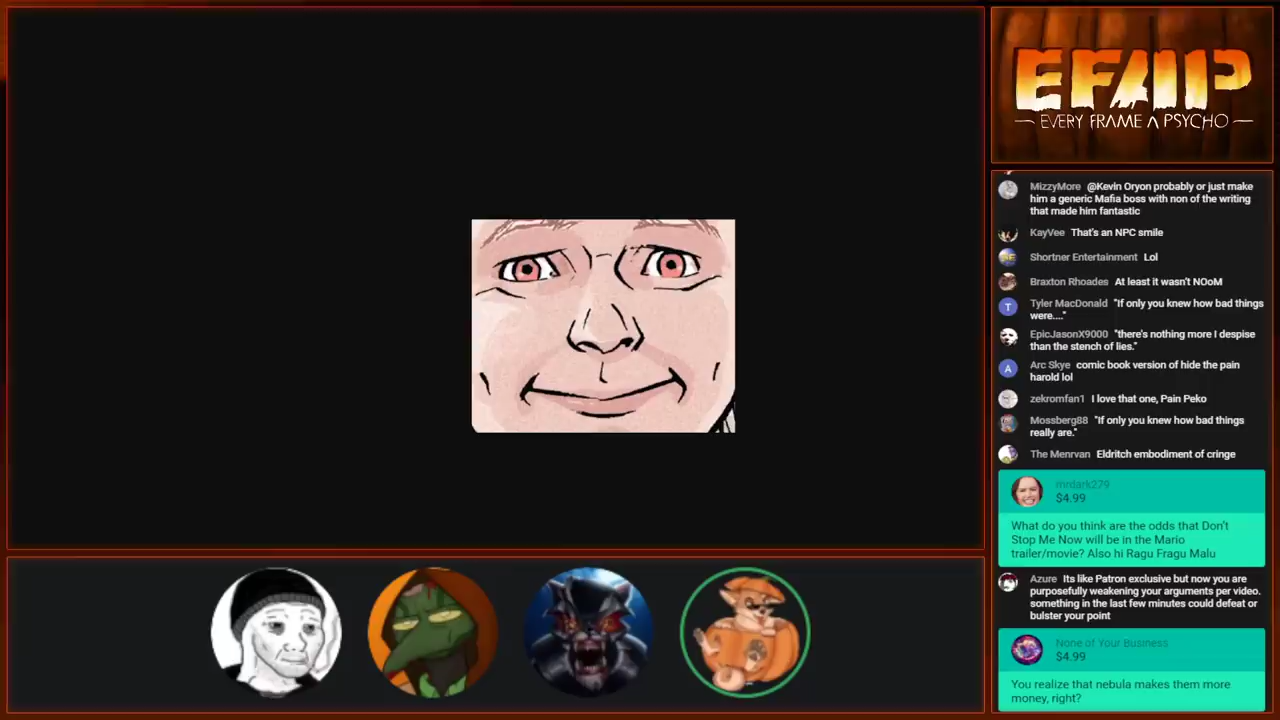 EFAP
EVERY FRAME A PSYCHO
MizzyMore @Kevin Oryon probably or just make
him a generic Mafia boss with non of the writing
that made him fantastic
KayVee That's an NPC smile
Shortner Entertainment Lol
Braxton Rhoades At least it wasn't NOoM
T
Tyler MacDonald "If only you knew how bad things
were...."
EpicJasonX9000 "there's nothing more I despise
than the stench of lies."
A
Arc Skye comic book version of hide the pain
harold lol
zekromfan1 I love that one, Pain Peko
Mossberg88 "If only you knew how bad things
really are."
The Menrvan Eldritch embodiment of cringe
mrdark279
$4.99
What do you think are the odds that Don't
Stop Me Now will be in the Mario
trailer/movie? Also hi Ragu Fragu Malu
Azure Its like Patron exclusive but now you are
purposefully weakening your arguments per video.
something in the last few minutes could defeat or
bulster your point
None of Your Business
$4.99
You realize that nebula makes them more
money, right?